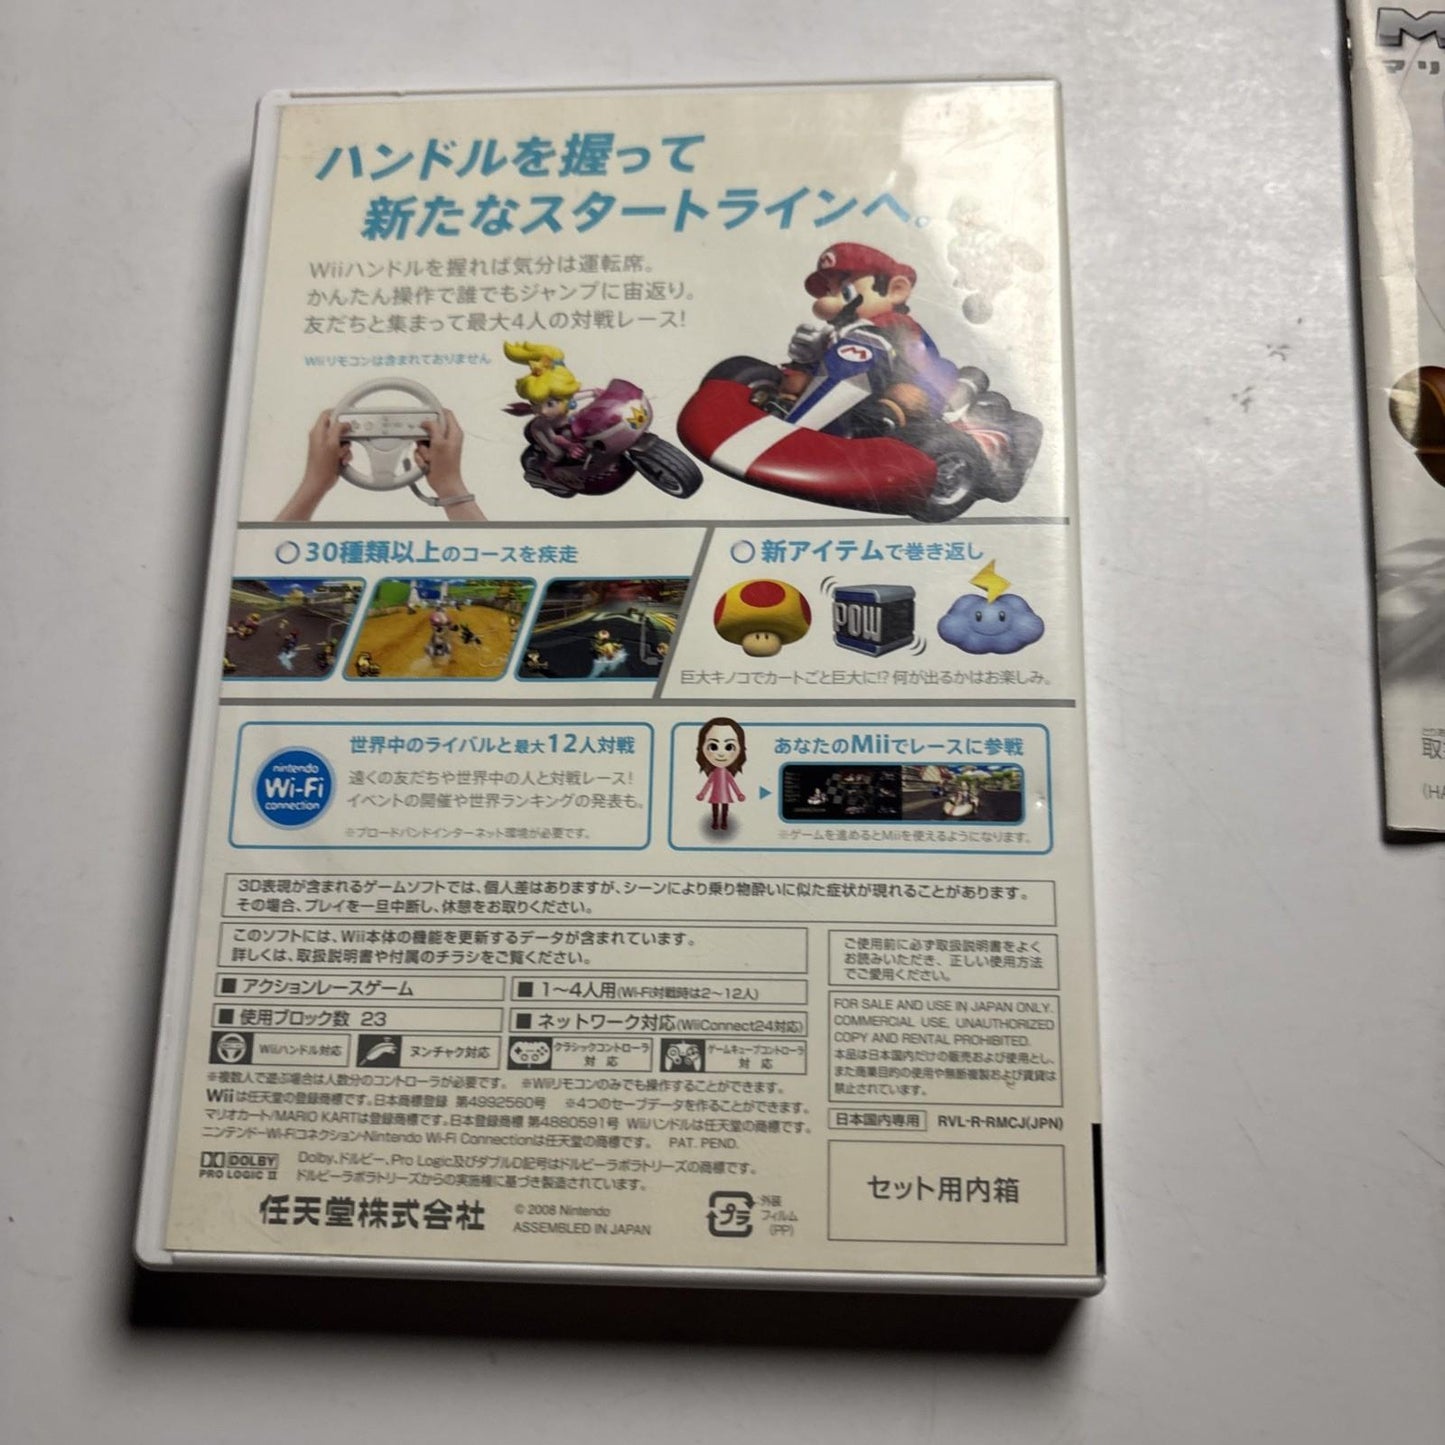 ハンドルを握って
新たなスタートラインへ。
Wiiハンドルを握れば気分は運転席。
かんたん操作で誰でもジャンプに宙返り。
友だちと集まって最大4人の対戦レース!
Wiiリモコンは含まれておりません
M
30種類以上のコースを疾走
新アイテムで巻き返し
POW
巨大キノコでカートごと巨大に!? 何が出るかはお楽しみ。
nintendo
Wi-Fi
connection
世界中のライバルと最大12人対戦
遠くの友だちや世界中の人と対戦レース!
イベントの開催や世界ランキングの発表も。
※ブロードバンドインターネット環境が必要です。
あなたのMiiでレースに参戦
※ゲームを進めるとMiiを使えるようになります。
3D表現が含まれるゲームソフトでは、個人差はありますが、シーンにより乗り物酔いに似た症状が現れることがあります。
その場合、プレイを一旦中断し、休憩をお取りください。
このソフトには、Wii本体の機能を更新するデータが含まれています。
詳しくは、取扱説明書や付属のチラシをご覧ください。
■ アクションレースゲーム
■ 1〜4人用(Wi-Fi対戦時は2〜12人)
■ 使用ブロック数 23
■ ネットワーク対応(WiiConnect24対応)
Wiiハンドル対応
ヌンチャク対応
クラシックコントローラ
対 応
ゲームキューブコントローラ
対 応
※複数人で遊ぶ場合は人数分のコントローラが必要です。 ※Wiiリモコンのみでも操作することができます。
Wiiは任天堂の商標です。日本商標登録 第4992560号 ※4つのセーブデータを作ることができます。
マリオカート/MARIO KARTは登録商標です。日本登録商標 第4880591号 Wiiハンドルは任天堂の商標です。
ニンテンドーWi-Fiコネクション・Nintendo Wi-Fi Connectionは任天堂の商標です。 PAT. PEND.
DOLBY
PRO LOGIC II
Dolby、ドルビー、Pro Logic及びダブルD記号はドルビーラボラトリーズの商標です。
ドルビーラボラトリーズからの実施権に基づき製造されています。
任天堂株式会社
© 2008 Nintendo
ASSEMBLED IN JAPAN
プラ
外装
フィルム
(PP)
ご使用前に必ず取扱説明書をよく
お読みいただき、正しい使用方法
でご愛用ください。
FOR SALE AND USE IN JAPAN ONLY.
COMMERCIAL USE, UNAUTHORIZED
COPY AND RENTAL PROHIBITED.
本品は日本国内だけの販売および使用とし、
また商業目的の使用や無断複製および賃貸は
禁止されています。
日本国内専用
RVL-R-RMCJ(JPN)
セット用内箱
マリ
取
(HA